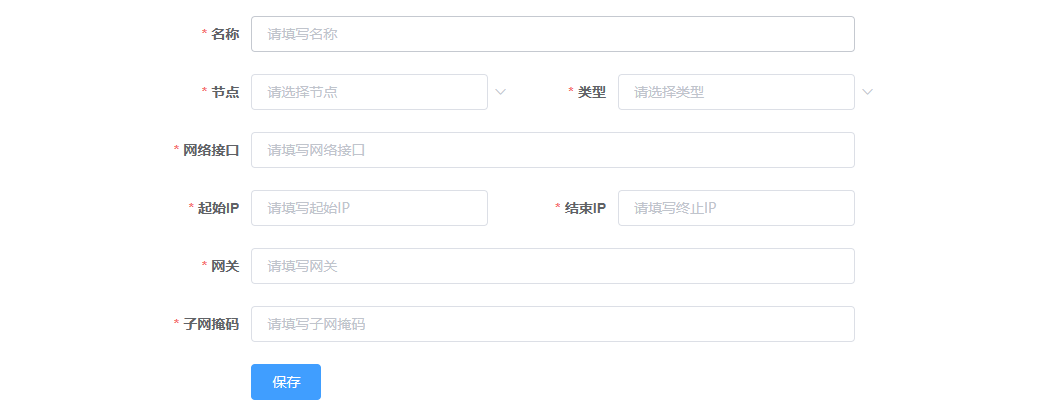 * 名称 请填写名称
* 节点 请选择节点 * 类型 请选择类型
* 网络接口 请填写网络接口
* 起始IP 请填写起始IP * 结束IP 请填写终止IP
* 网关 请填写网关
* 子网掩码 请填写子网掩码
保存